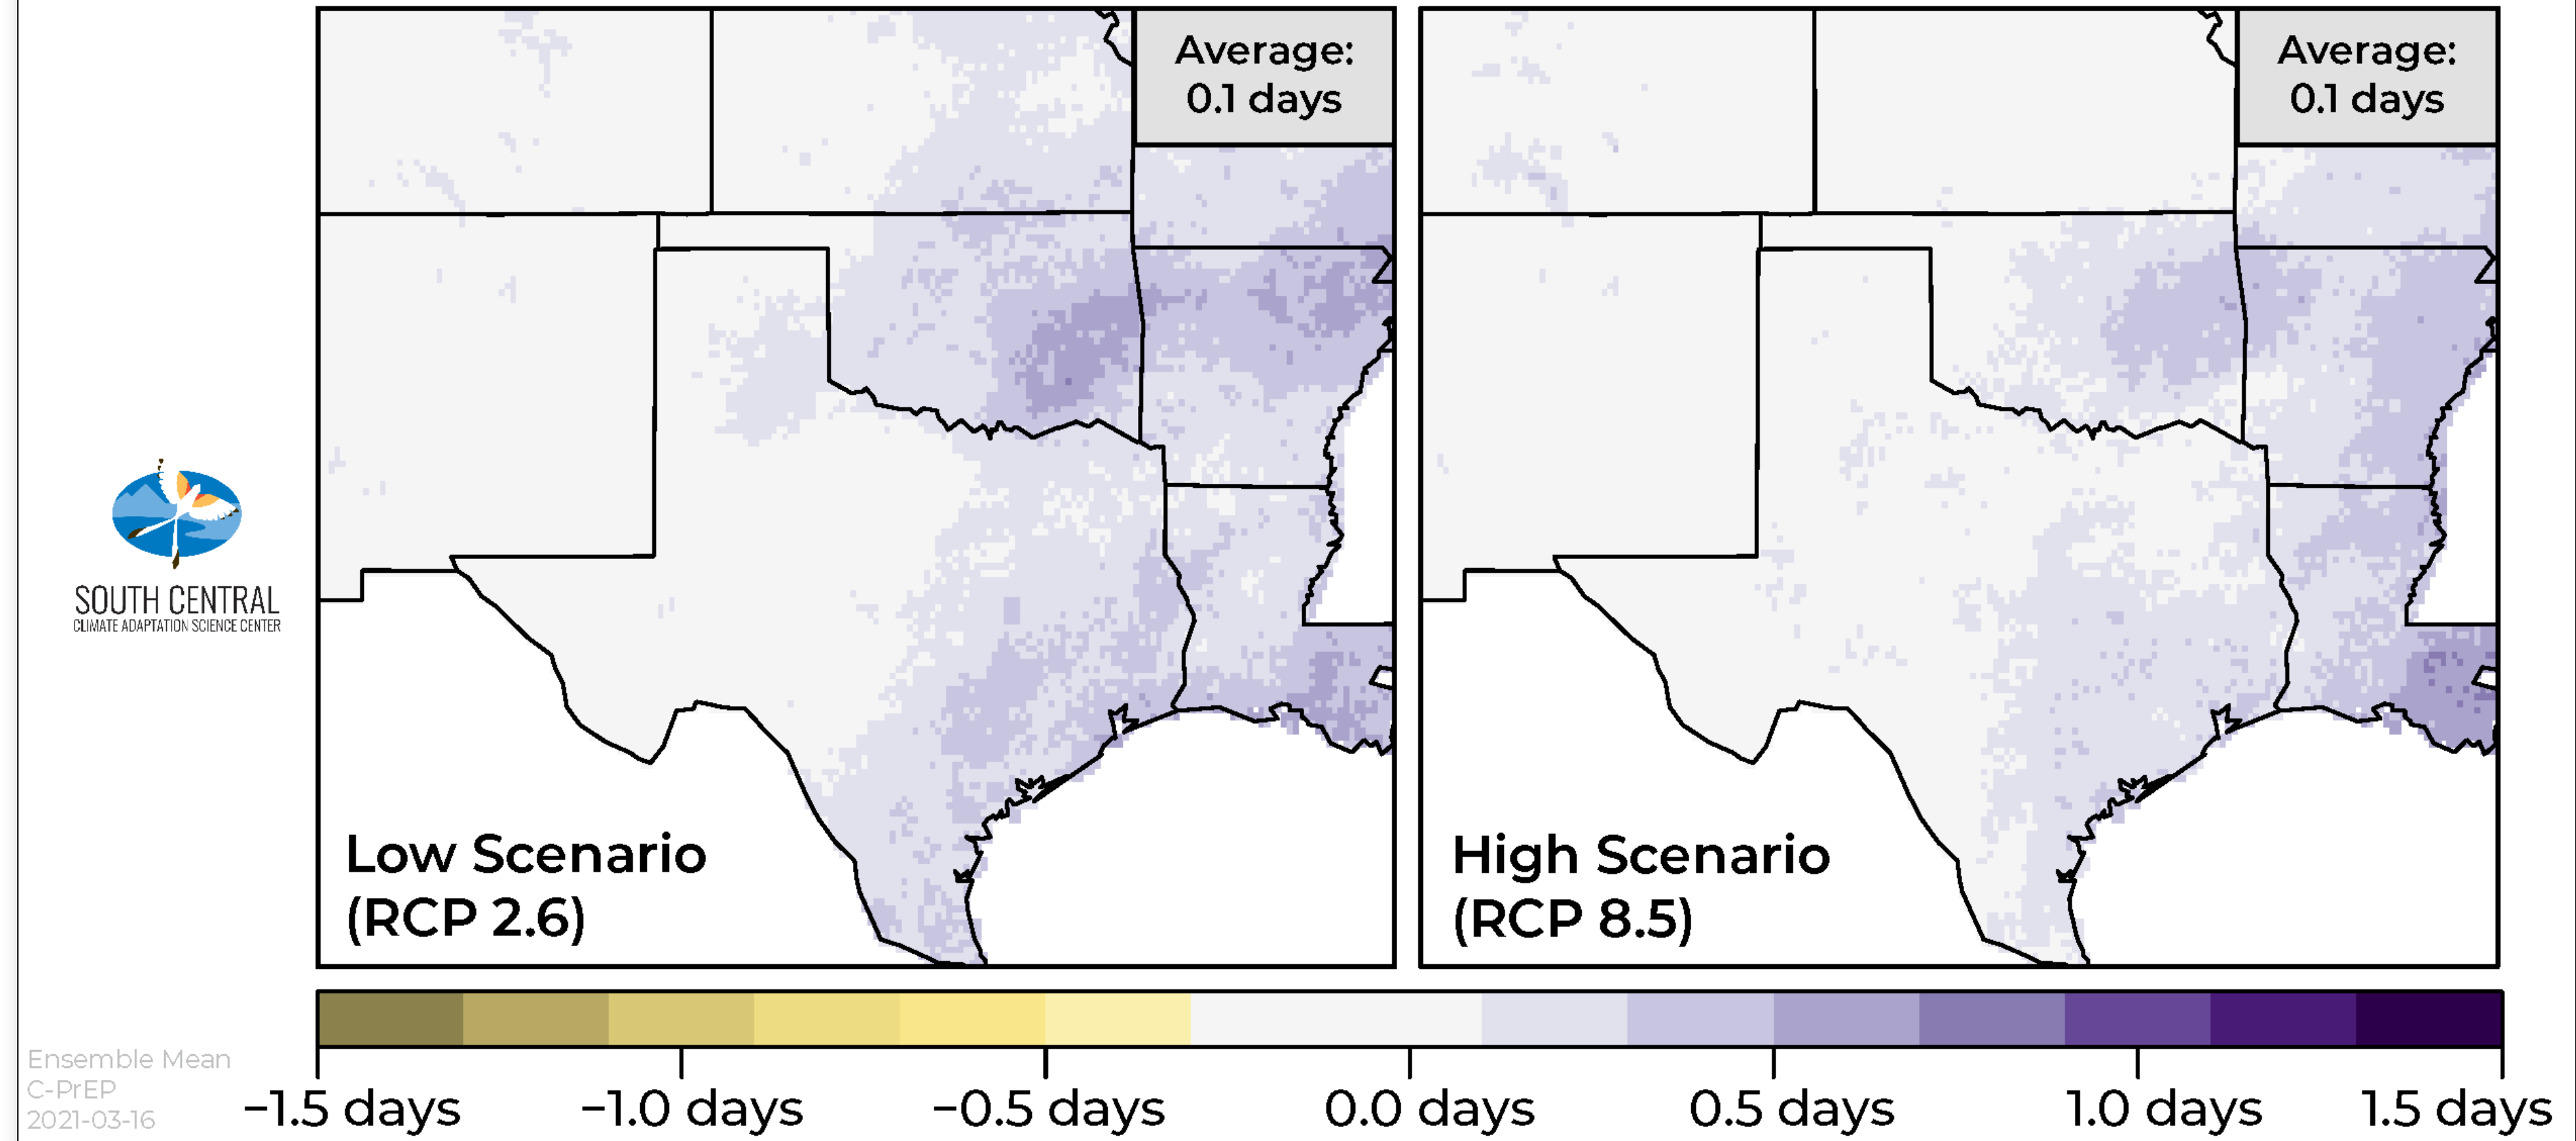 Average:
0.1 days
Average:
0.1 days
SOUTH CENTRAL
CLIMATE ADAPTATION SCIENCE CENTER
Low Scenario
(RCP 2.6)
High Scenario
(RCP 8.5)
Ensemble Mean
C-PrEP
2021-03-16
−1.5 days
−1.0 days
−0.5 days
0.0 days
0.5 days
1.0 days
1.5 days